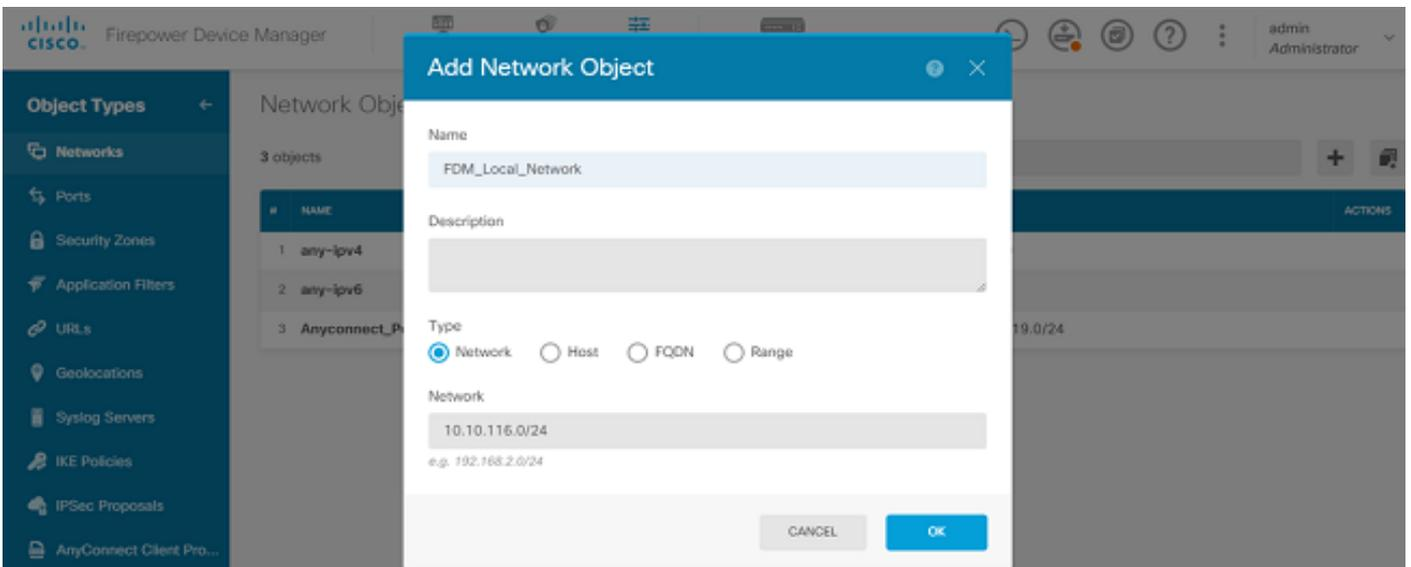 CISCO
Firepower Device Manager
admin
Administrator
Add Network Object
Object Types
Network Obje
Name
Networks
3 objects
FDM_Local_Network
Ports
# NAME
ACTIONS
Description
Security Zones
1 any-ipv4
Application Filters
2 any-ipv6
URLs
3 Anyconnect_P
Type
19.0/24
Network Host FQDN Range
Geolocations
Network
Syslog Servers
10.10.116.0/24
IKE Policies
e.g. 192.168.2.0/24
IPSec Proposals
CANCEL
OK
AnyConnect Client Pro...